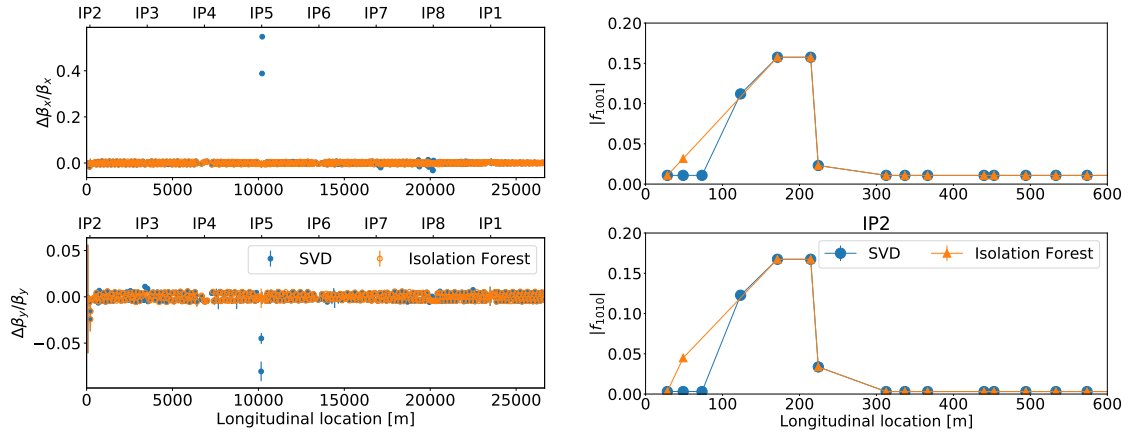 IP2 IP3 IP4 IP5 IP6 IP7 IP8 IP1
Δβx/βx
0.4
0.2
0.0
0 5000 10000 15000 20000 25000
IP2 IP3 IP4 IP5 IP6 IP7 IP8 IP1
Δβy/βy
SVD Isolation Forest
0.05
0.00
−0.05
0 5000 10000 15000 20000 25000
Longitudinal location [m]
|f1001|
0.20
0.15
0.10
0.05
0.00
0 100 200 300 400 500 600
IP2
|f1010|
SVD Isolation Forest
0.20
0.15
0.10
0.05
0.00
0 100 200 300 400 500 600
Longitudinal location [m]